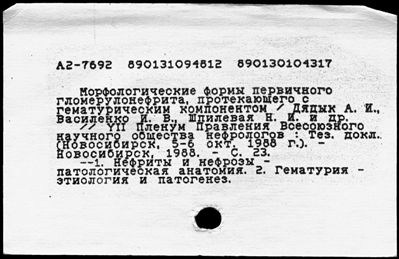 А2-7692 890131094812 890130104317
Морфологические формы первичного
гломерулонефрита, протекающего с
гематурическим компонентом / Дядык А. И.,
Василенко И. В., Шпилевая Н. И. и др.
// УП Пленум Правления Всесоюзного
научного общества нефрологов : Тез. докл.
(Новосибирск, 5-6 окт. 1988 г.). -
Новосибирск, 1988. - С. 23.
--1. Нефриты и нефрозы -
патологическая анатомия. 2. Гематурия -
этиология и патогенез.